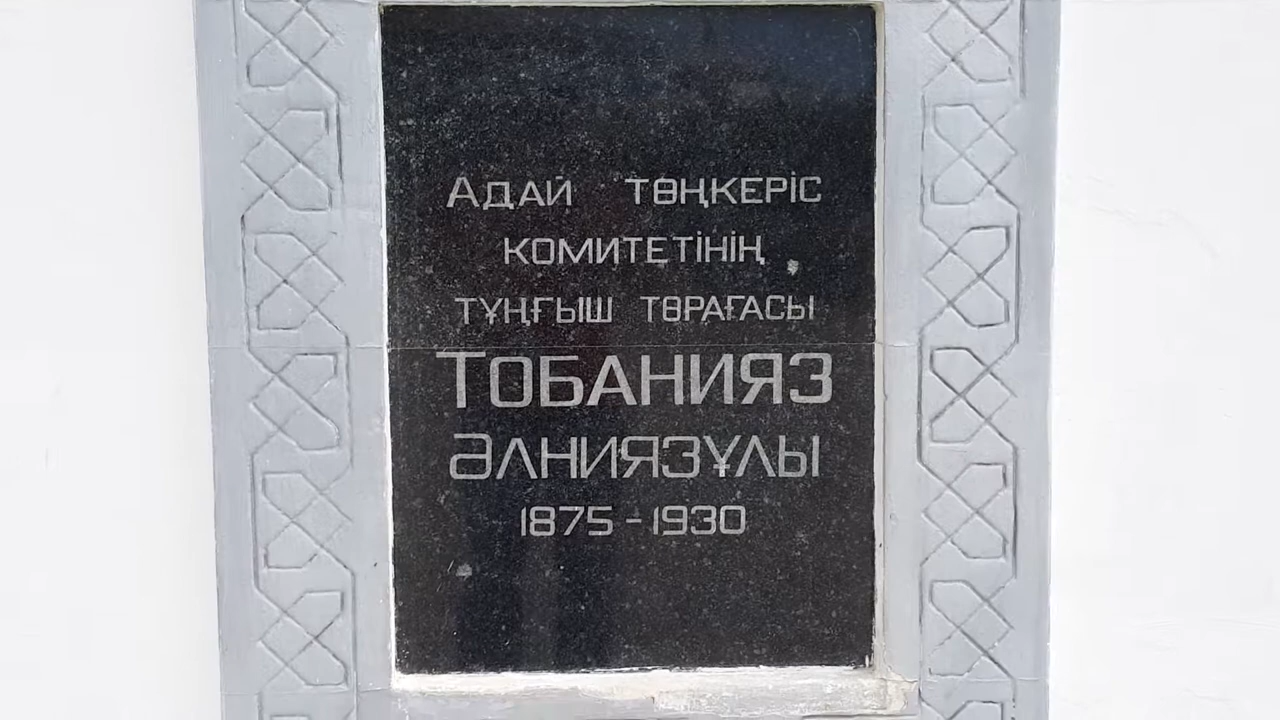 АДАЙ ТӨҢКЕРІС
КОМИТЕТІНІҢ
ТҰҢҒЫШ ТӨРАҒАСЫ
ТОБАНИЯЗ
ӘЛНИЯЗҰЛЫ
1875-1930